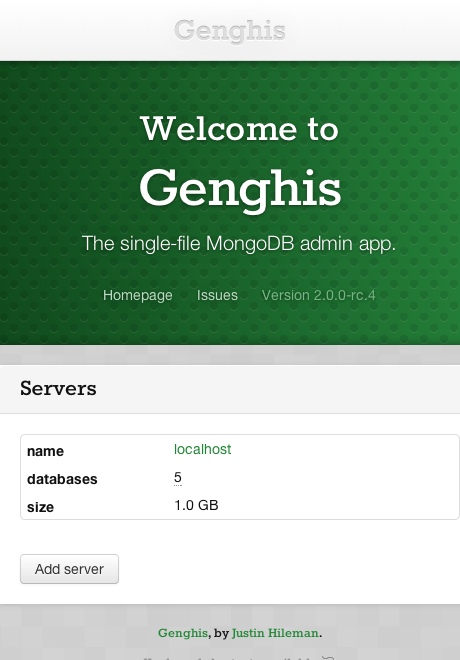 Genghis
Welcome to
Genghis
The single-file MongoDB admin app.
Homepage Issues Version 2.0.0-rc.4
Servers
name localhost
databases 5
size 1.0 GB
Add server
Genghis, by Justin Hileman.